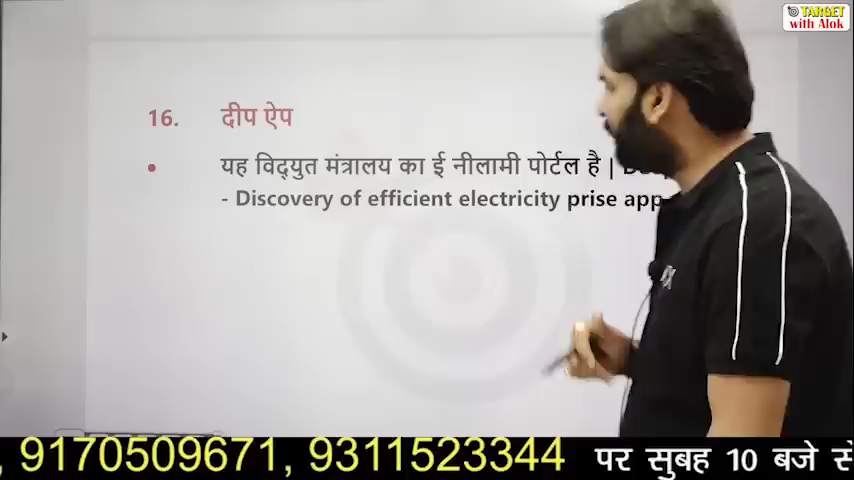 TARGET
with Alok
16. दीप ऐप
• यह विद्युत मंत्रालय का ई नीलामी पोर्टल है |
- Discovery of efficient electricity prise app
, 9170509671, 9311523344 पर सुबह 10 बजे से